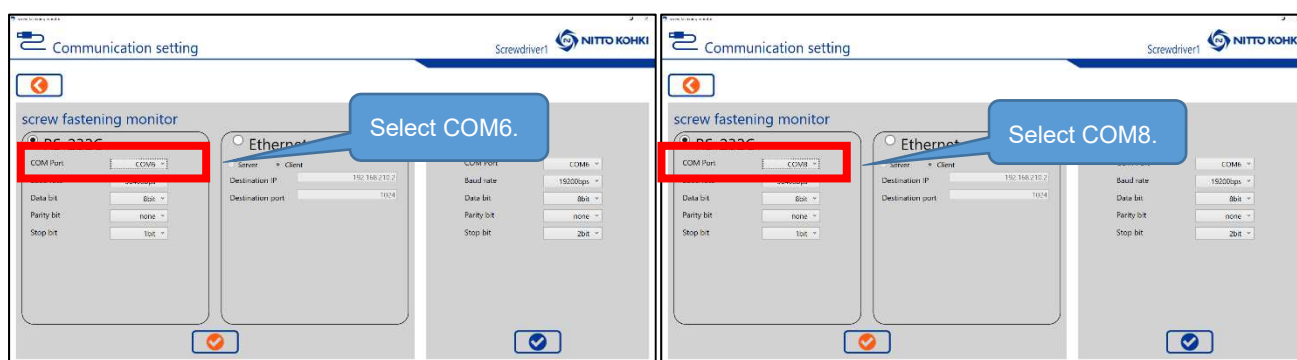 Communication setting
Screwdriver1
NITTO KOHKI
screw fastening monitor
Select COM6.
Ethernet
COM Port
COM6
Server
Client
COM Port
COM6
Destination IP
192.168.210.2
Baud rate
19200bps
Data bit
8bit
Destination port
1024
Data bit
8bit
Parity bit
none
Parity bit
none
Stop bit
1bit
Stop bit
2bit
Communication setting
Screwdriver1
NITTO KOHKI
screw fastening monitor
Select COM8.
Ethernet
COM Port
COM8
Server
Client
COM6
Destination IP
192.168.210.2
Baud rate
19200bps
Data bit
8bit
Destination port
1024
Data bit
8bit
Parity bit
none
Parity bit
none
Stop bit
1bit
Stop bit
2bit